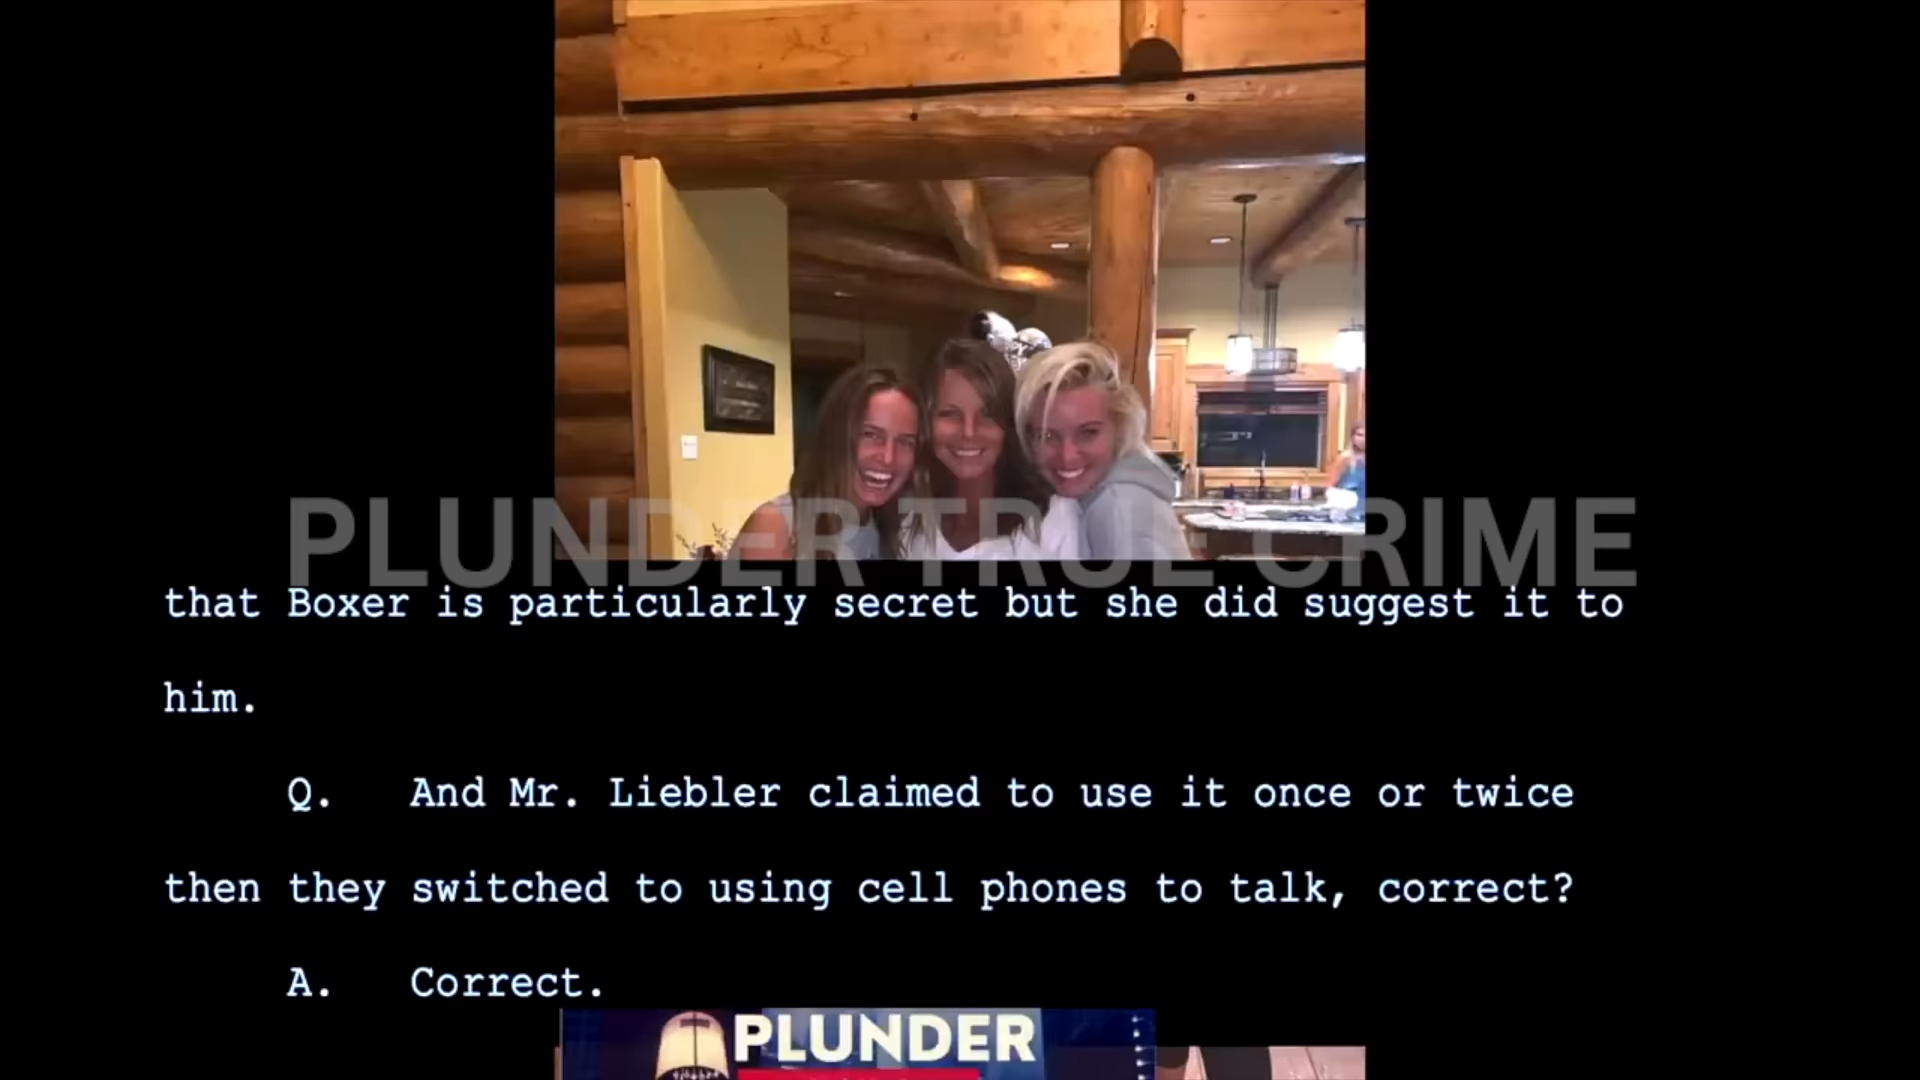 PLUNDER TRUE CRIME
that Boxer is particularly secret but she did suggest it to
him.
Q. And Mr. Liebler claimed to use it once or twice
then they switched to using cell phones to talk, correct?
A. Correct.
PLUNDER